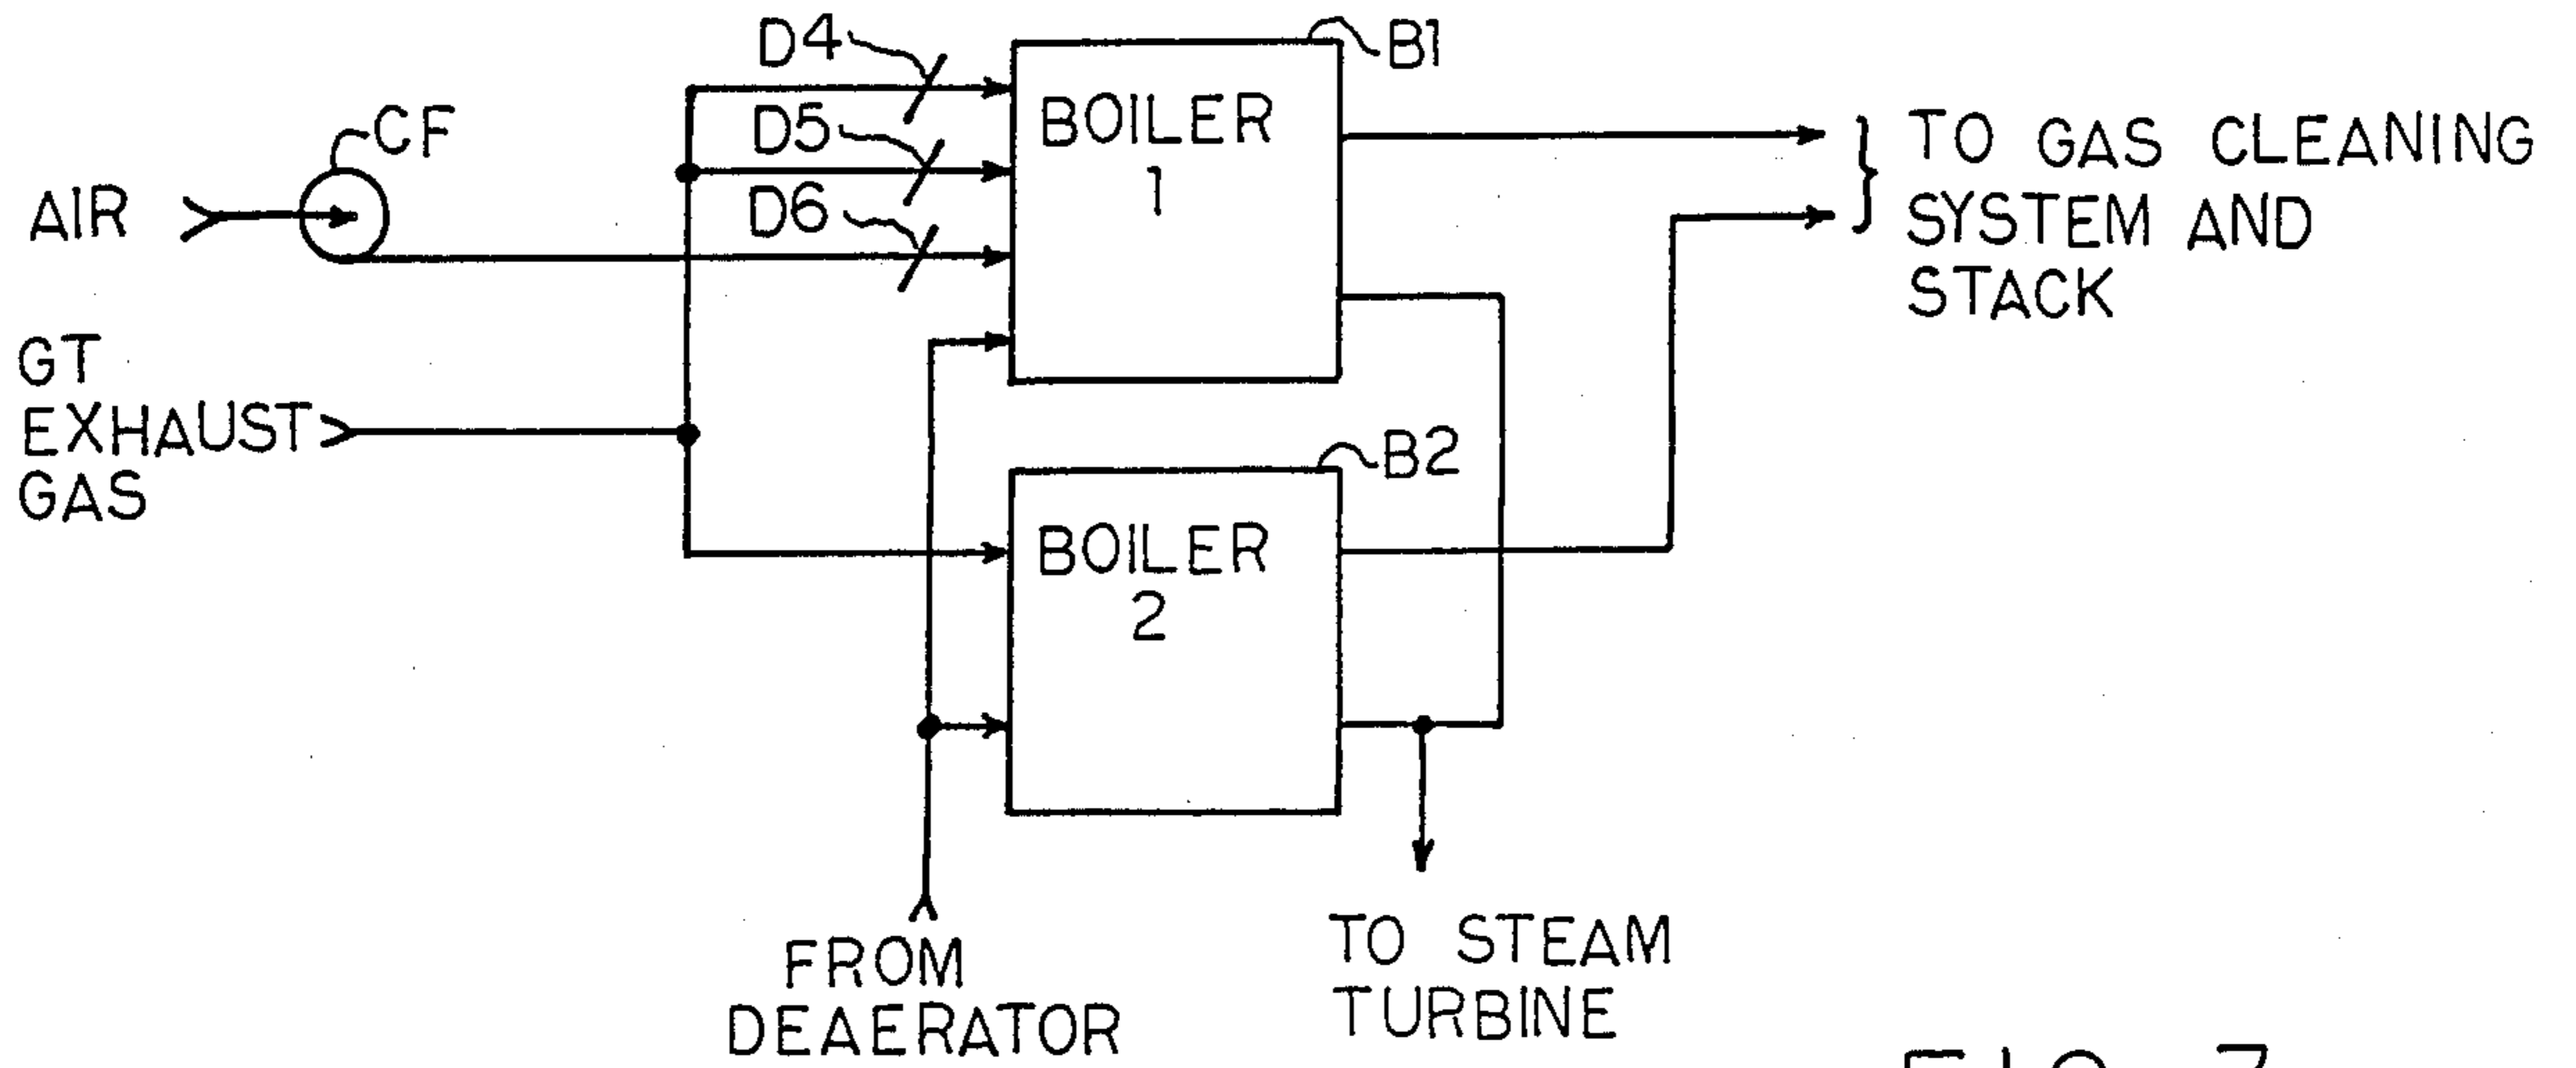 D4
B1
BOILER
1
D5
CF
D6
AIR
TO GAS CLEANING
SYSTEM AND
STACK
GT
EXHAUST
GAS
B2
BOILER
2
FROM
DEAERATOR
TO STEAM
TURBINE